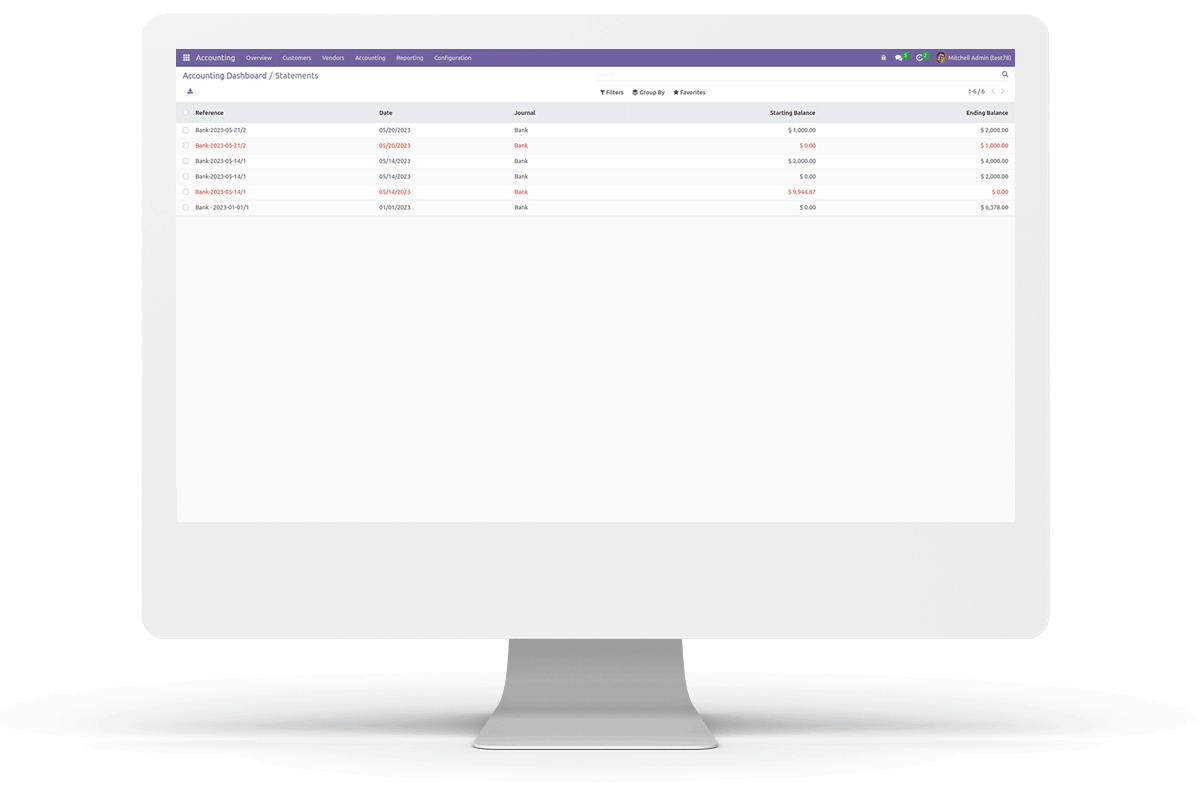 Accounting Overview Customers Vendors Accounting Reporting Configuration 5 2 Mitchell Admin (test78)
Accounting Dashboard / Statements Search...
Filters Group By Favorites 1-6 / 6
Reference Date Journal Starting Balance Ending Balance
Bank-2023-05-21/2 05/20/2023 Bank $ 1,000.00 $ 2,000.00
Bank-2023-05-21/2 05/20/2023 Bank $ 0.00 $ 1,000.00
Bank-2023-05-14/1 05/14/2023 Bank $ 2,000.00 $ 4,000.00
Bank-2023-05-14/1 05/14/2023 Bank $ 0.00 $ 2,000.00
Bank-2023-05-14/1 05/14/2023 Bank $ 9,944.87 $ 0.00
Bank - 2023-01-01/1 01/01/2023 Bank $ 0.00 $ 6,378.00